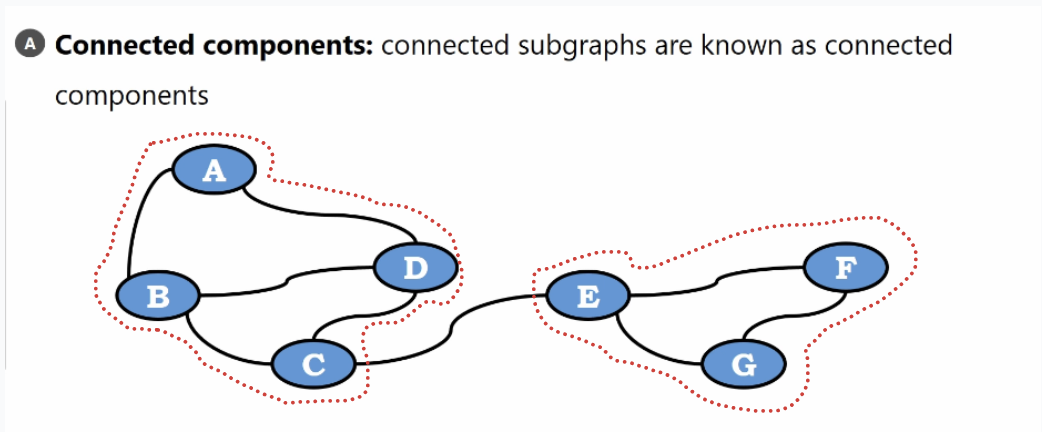 A Connected components: connected subgraphs are known as connected
components
A
D
B
C
E
F
G